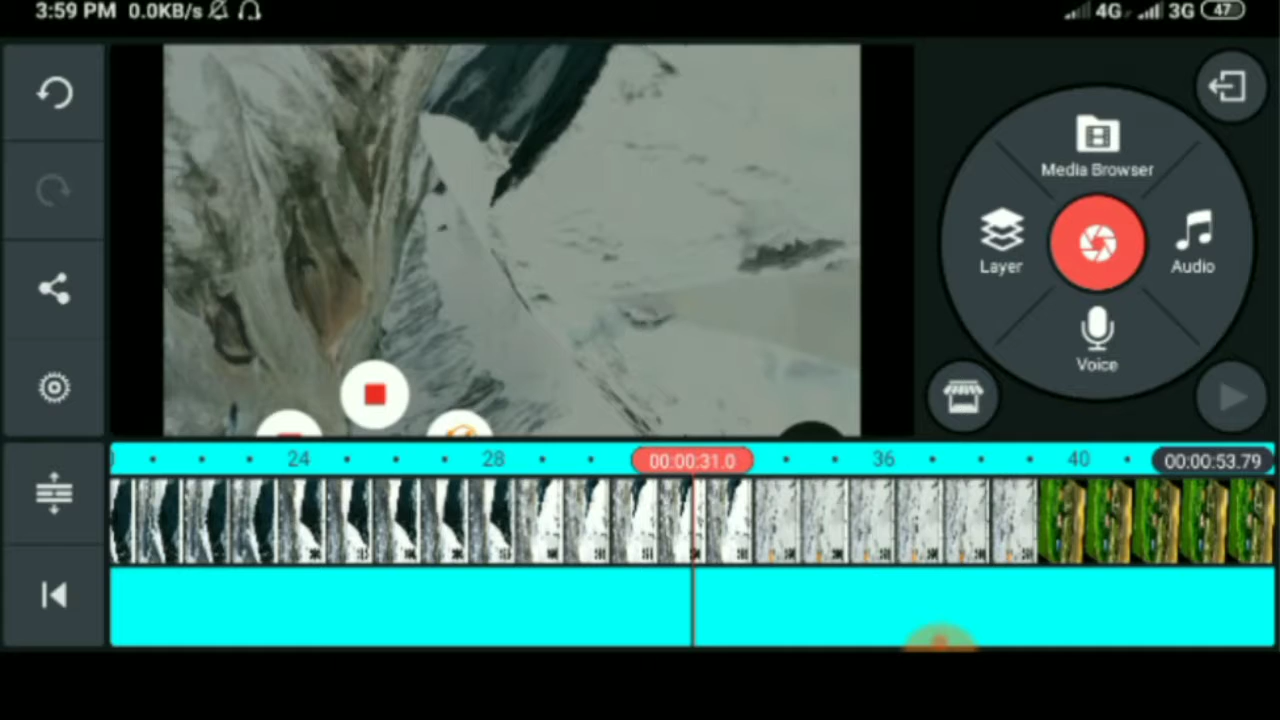 3:59 PM 0.0KB/s 4G 3G 47
Media Browser
Layer
Audio
Voice
24 28 00:00:31.0 36 40 00:00:53.79